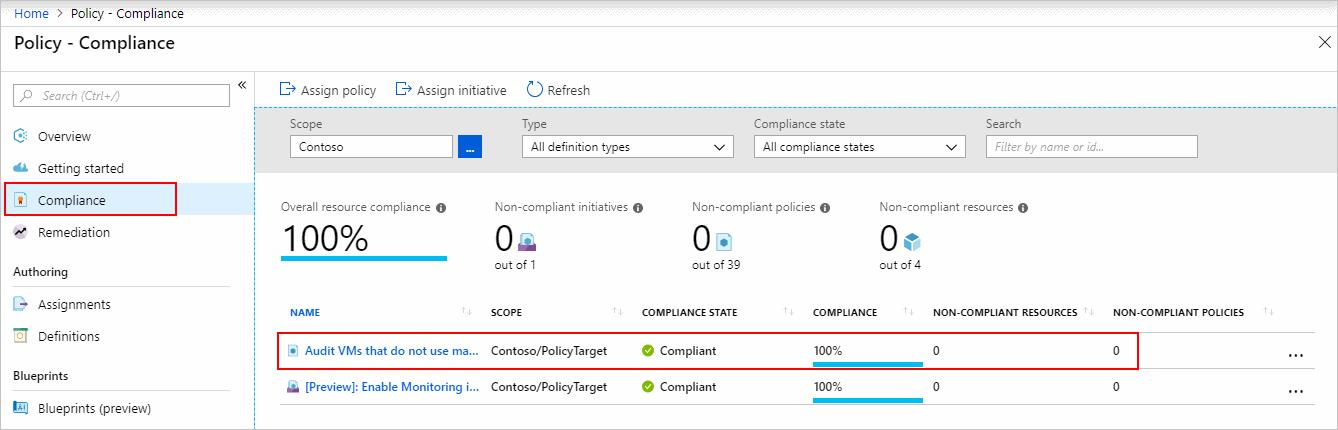 Home > Policy - Compliance
Policy - Compliance
Search (Ctrl+/)
«
Overview
Getting started
Compliance
Remediation
Authoring
Assignments
Definitions
Blueprints
Blueprints (preview)
Assign policy Assign initiative Refresh
Scope Type Compliance state Search
Contoso ... All definition types All compliance states Filter by name or id...
Overall resource compliance Non-compliant initiatives Non-compliant policies Non-compliant resources
100% 0 0 0
out of 1 out of 39 out of 4
NAME SCOPE COMPLIANCE STATE COMPLIANCE NON-COMPLIANT RESOURCES NON-COMPLIANT POLICIES
Audit VMs that do not use ma... Contoso/PolicyTarget Compliant 100% 0 0 ...
[Preview]: Enable Monitoring i... Contoso/PolicyTarget Compliant 100% 0 0 ...